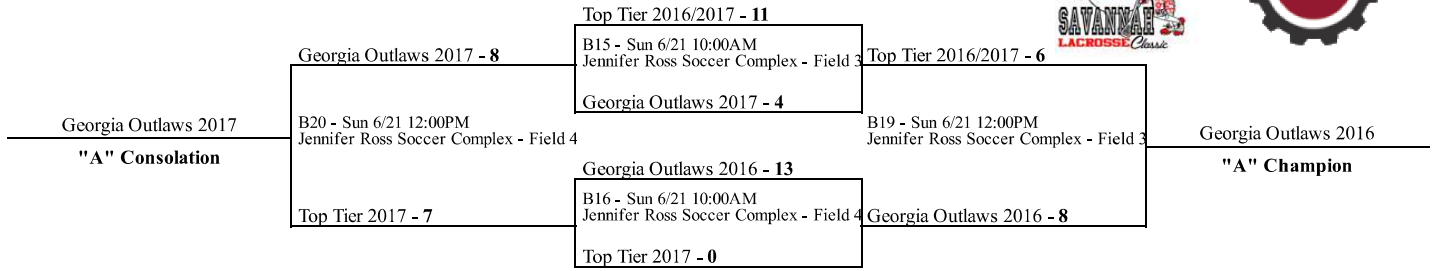 Top Tier 2016/2017 - 11
SAVANNAH
LACROSSE Classic
Georgia Outlaws 2017 - 8
B15 - Sun 6/21 10:00AM
Jennifer Ross Soccer Complex - Field 3
Top Tier 2016/2017 - 6
Georgia Outlaws 2017 - 4
Georgia Outlaws 2017
"A" Consolation
B20 - Sun 6/21 12:00PM
Jennifer Ross Soccer Complex - Field 4
B19 - Sun 6/21 12:00PM
Jennifer Ross Soccer Complex - Field 3
Georgia Outlaws 2016
"A" Champion
Georgia Outlaws 2016 - 13
B16 - Sun 6/21 10:00AM
Jennifer Ross Soccer Complex - Field 4
Top Tier 2017 - 7
Georgia Outlaws 2016 - 8
Top Tier 2017 - 0